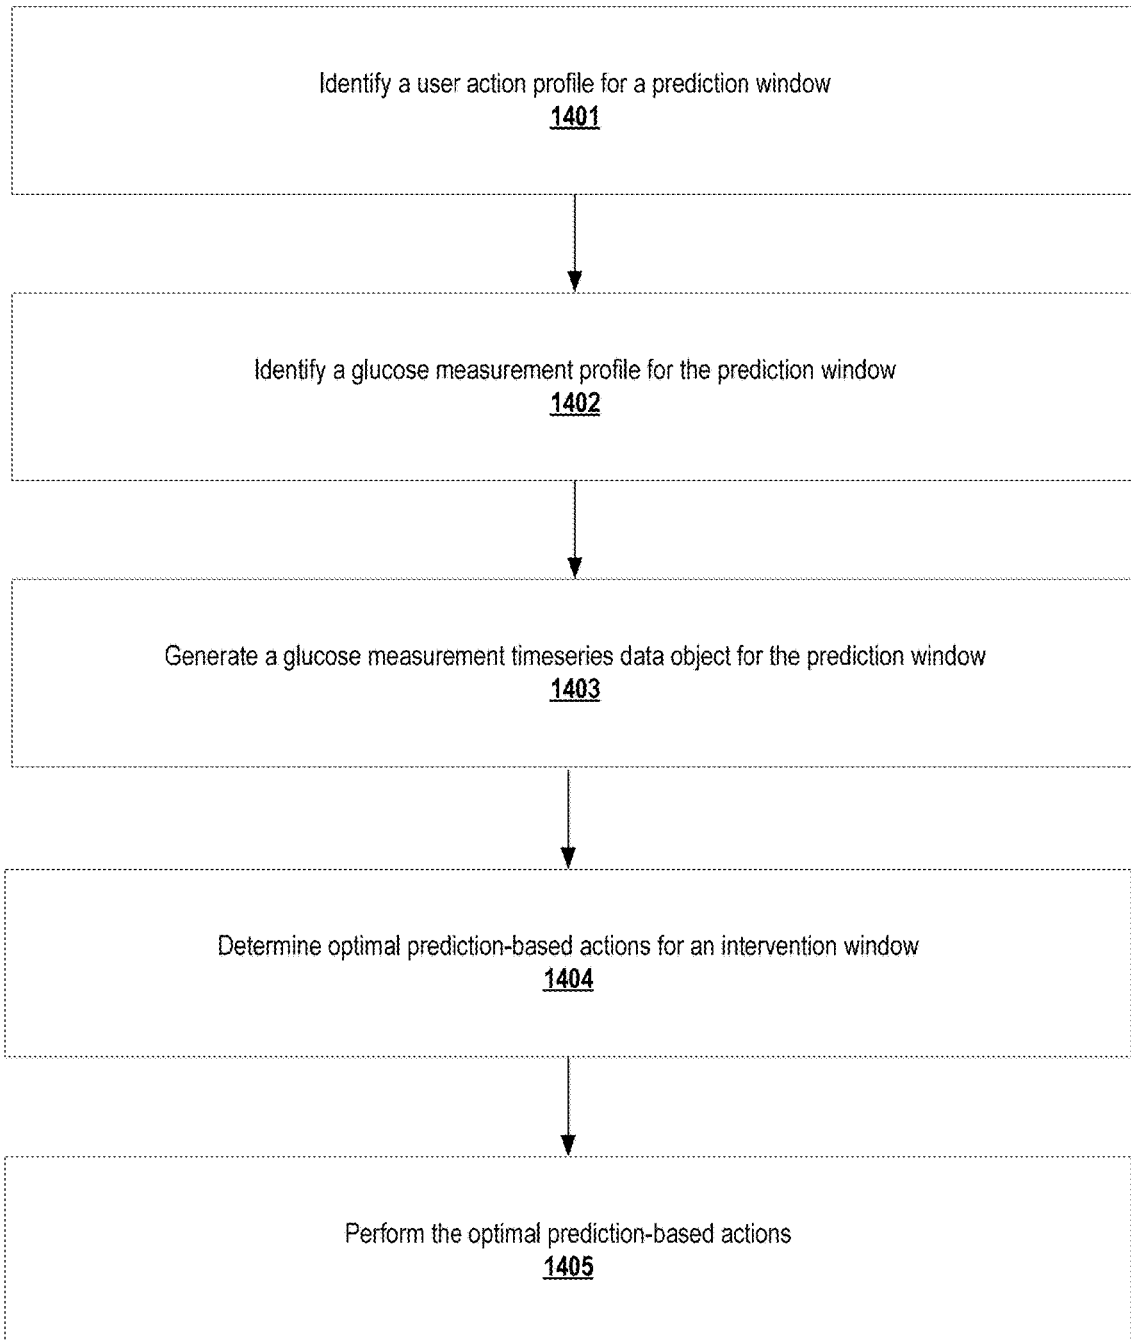 Identify a user action profile for a prediction window
1401
Identify a glucose measurement profile for the prediction window
1402
Generate a glucose measurement timeseries data object for the prediction window
1403
Determine optimal prediction-based actions for an intervention window
1404
Perform the optimal prediction-based actions
1405